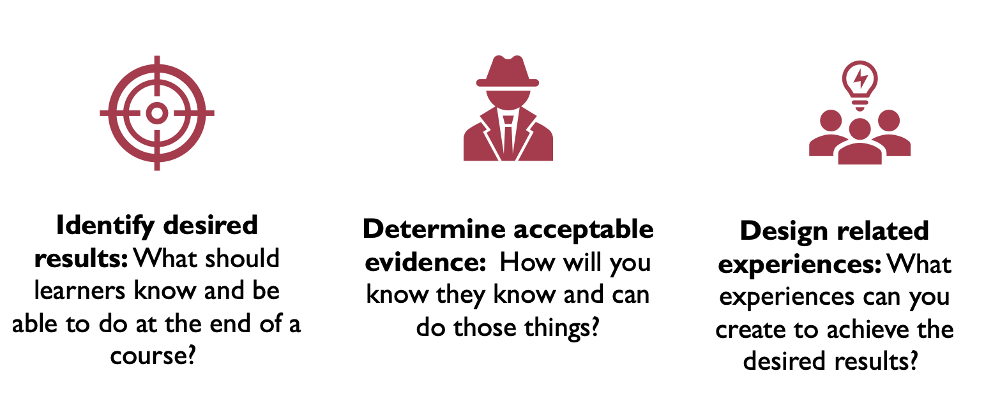 Identify desired
results: What should
learners know and be
able to do at the end of a
course?
Determine acceptable
evidence:  How will you
know they know and can
do those things?
Design related
experiences: What
experiences can you
create to achieve the
desired results?